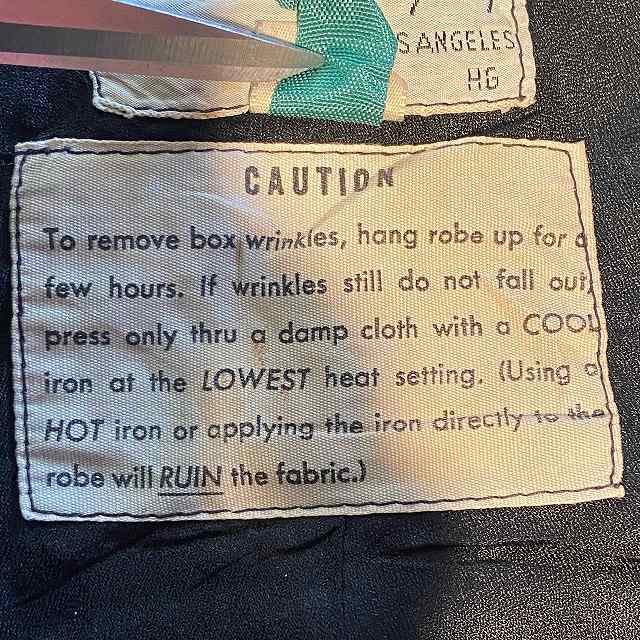 S ANGELES
HG
CAUTION
To remove box wrinkles, hang robe up for a
few hours. If wrinkles still do not fall out,
press only thru a damp cloth with a COOL
iron at the LOWEST heat setting. (Using a
HOT iron or applying the iron directly to the
robe will RUIN the fabric.)